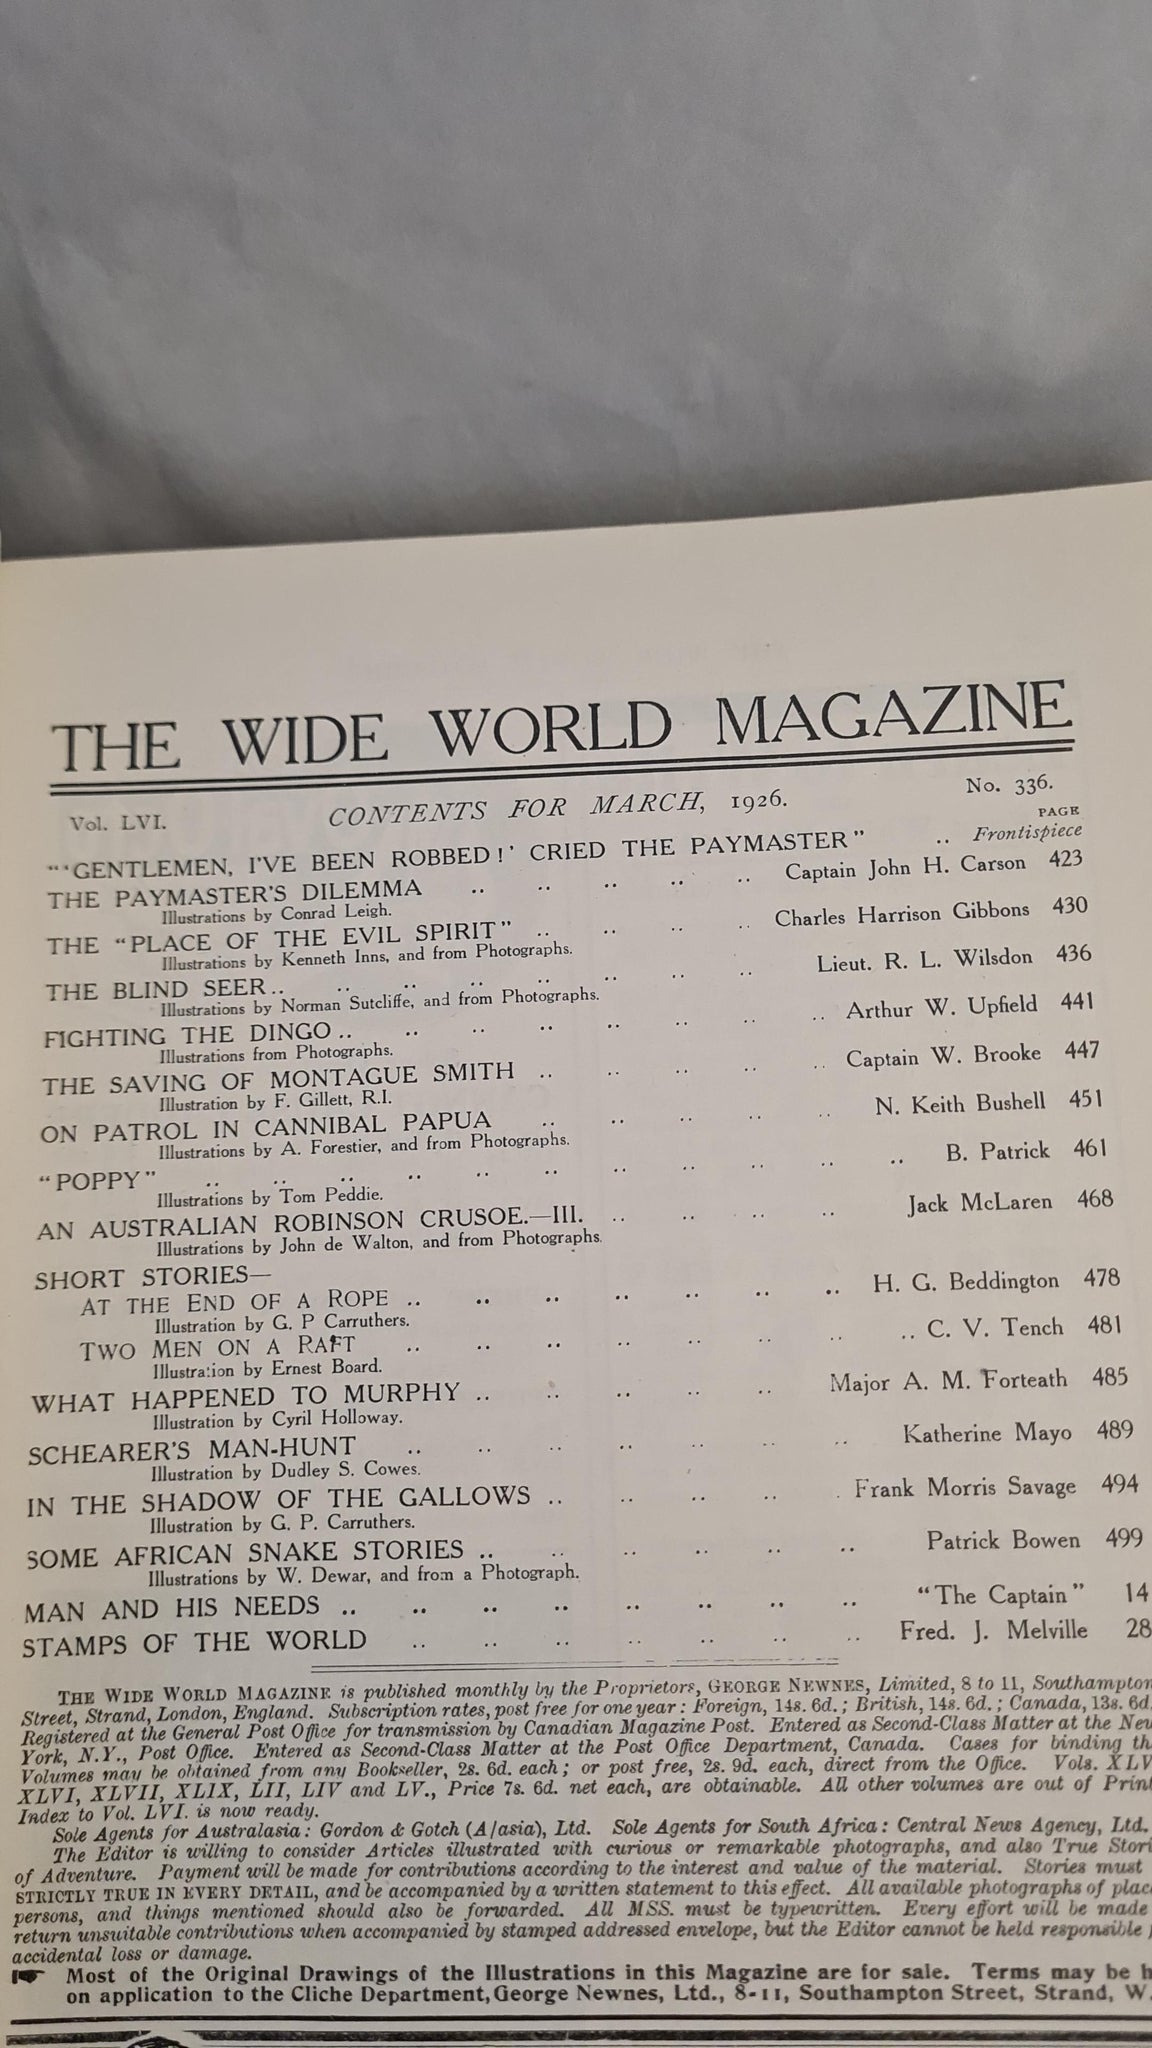 THE WIDE WORLD MAGAZINE
Vol. LVI. CONTENTS FOR MARCH, 1926. No. 336.
PAGE
"'GENTLEMEN, I'VE BEEN ROBBED!' CRIED THE PAYMASTER" .. Frontispiece
THE PAYMASTER'S DILEMMA .. .. .. .. .. Captain John H. Carson 423
Illustrations by Conrad Leigh.
THE "PLACE OF THE EVIL SPIRIT" .. .. .. .. Charles Harrison Gibbons 430
Illustrations by Kenneth Inns, and from Photographs.
THE BLIND SEER .. .. .. .. .. .. .. .. Lieut. R. L. Wilsdon 436
Illustrations by Norman Sutcliffe, and from Photographs.
FIGHTING THE DINGO .. .. .. .. .. .. .. .. Arthur W. Upfield 441
Illustrations from Photographs.
THE SAVING OF MONTAGUE SMITH .. .. .. .. .. Captain W. Brooke 447
Illustration by F. Gillett, R.I.
ON PATROL IN CANNIBAL PAPUA .. .. .. .. .. N. Keith Bushell 451
Illustrations by A. Forestier, and from Photographs.
"POPPY" .. .. .. .. .. .. .. .. .. .. .. B. Patrick 461
Illustrations by Tom Peddie.
AN AUSTRALIAN ROBINSON CRUSOE.—III. .. .. .. .. Jack McLaren 468
Illustrations by John de Walton, and from Photographs.
SHORT STORIES—
AT THE END OF A ROPE .. .. .. .. .. .. .. H. G. Beddington 478
Illustration by G. P Carruthers.
TWO MEN ON A RAFT .. .. .. .. .. .. .. .. C. V. Tench 481
Illustration by Ernest Board.
WHAT HAPPENED TO MURPHY .. .. .. .. .. Major A. M. Forteath 485
Illustration by Cyril Holloway.
SCHEARER'S MAN-HUNT .. .. .. .. .. .. .. Katherine Mayo 489
Illustration by Dudley S. Cowes.
IN THE SHADOW OF THE GALLOWS .. .. .. .. . Frank Morris Savage 494
Illustration by G. P. Carruthers.
SOME AFRICAN SNAKE STORIES .. .. .. .. .. .. Patrick Bowen 499
Illustrations by W. Dewar, and from a Photograph.
MAN AND HIS NEEDS .. .. .. .. .. .. .. .. "The Captain" 14
STAMPS OF THE WORLD .. .. .. .. .. .. .. Fred. J. Melville 28
THE WIDE WORLD MAGAZINE is published monthly by the Proprietors, GEORGE NEWNES, Limited, 8 to 11, Southampton
Street, Strand, London, England. Subscription rates, post free for one year: Foreign, 14s. 6d.; British, 14s. 6d.; Canada, 13s. 6d.
Registered at the General Post Office for transmission by Canadian Magazine Post. Entered as Second-Class Matter at the New
York, N.Y., Post Office. Entered as Second-Class Matter at the Post Office Department, Canada. Cases for binding th
Volumes may be obtained from any Bookseller, 2s. 6d. each; or post free, 2s. 9d. each, direct from the Office. Vols. XLV
XLVI, XLVII, XLIX, LII, LIV and LV., Price 7s. 6d. net each, are obtainable. All other volumes are out of Print
Index to Vol. LVI. is now ready.
Sole Agents for Australasia: Gordon & Gotch (A/asia), Ltd. Sole Agents for South Africa: Central News Agency, Ltd.
The Editor is willing to consider Articles illustrated with curious or remarkable photographs, and also True Stori
of Adventure. Payment will be made for contributions according to the interest and value of the material. Stories must
STRICTLY TRUE IN EVERY DETAIL, and be accompanied by a written statement to this effect. All available photographs of plac
persons, and things mentioned should also be forwarded. All MSS. must be typewritten. Every effort will be made
return unsuitable contributions when accompanied by stamped addressed envelope, but the Editor cannot be held responsible
accidental loss or damage.
☛ Most of the Original Drawings of the Illustrations in this Magazine are for sale. Terms may be h
on application to the Cliche Department, George Newnes, Ltd., 8-11, Southampton Street, Strand, W.